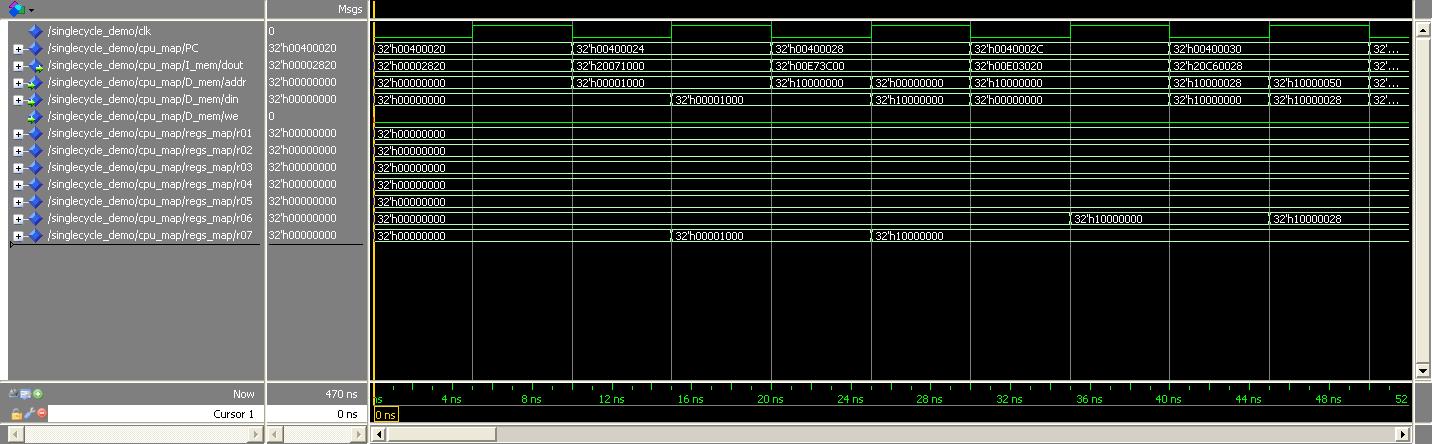 Msgs
/singlecycle_demo/clk 0
/singlecycle_demo/cpu_map/PC 32'h00400020 32'h00400020 32'h00400024 32'h00400028 32'h0040002C 32'h00400030 32'...
/singlecycle_demo/cpu_map/I_mem/dout 32'h00002820 32'h00002820 32'h20071000 32'h00E73C00 32'h00E03020 32'h20C60028 32'...
/singlecycle_demo/cpu_map/D_mem/addr 32'h00000000 32'h00000000 32'h00001000 32'h10000000 32'h00000000 32'h10000000 32'h10000028 32'h10000050 32'...
/singlecycle_demo/cpu_map/D_mem/din 32'h00000000 32'h00000000 32'h00001000 32'h10000000 32'h00000000 32'h10000000 32'h10000028 32'...
/singlecycle_demo/cpu_map/D_mem/we 0
/singlecycle_demo/cpu_map/regs_map/r01 32'h00000000 32'h00000000
/singlecycle_demo/cpu_map/regs_map/r02 32'h00000000 32'h00000000
/singlecycle_demo/cpu_map/regs_map/r03 32'h00000000 32'h00000000
/singlecycle_demo/cpu_map/regs_map/r04 32'h00000000 32'h00000000
/singlecycle_demo/cpu_map/regs_map/r05 32'h00000000 32'h00000000
/singlecycle_demo/cpu_map/regs_map/r06 32'h00000000 32'h00000000 32'h10000000 32'h10000028
/singlecycle_demo/cpu_map/regs_map/r07 32'h00000000 32'h00000000 32'h00001000 32'h10000000
Now 470 ns ns 4 ns 8 ns 12 ns 16 ns 20 ns 24 ns 28 ns 32 ns 36 ns 40 ns 44 ns 48 ns 52
Cursor 1 0 ns 0 ns